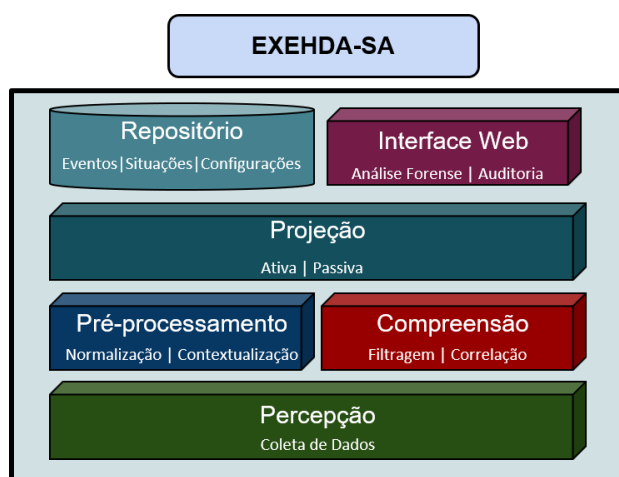 EXEHDA-SA
Repositório
Eventos|Situações|Configurações
Interface Web
Análise Forense | Auditoria
Projeção
Ativa | Passiva
Pré-processamento
Normalização | Contextualização
Compreensão
Filtragem | Correlação
Percepção
Coleta de Dados